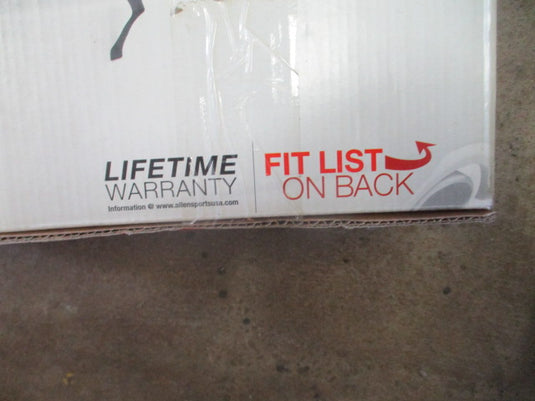 LIFETIME
WARRANTY
Information @ www.allensportsusa.com
FIT LIST
ON BACK